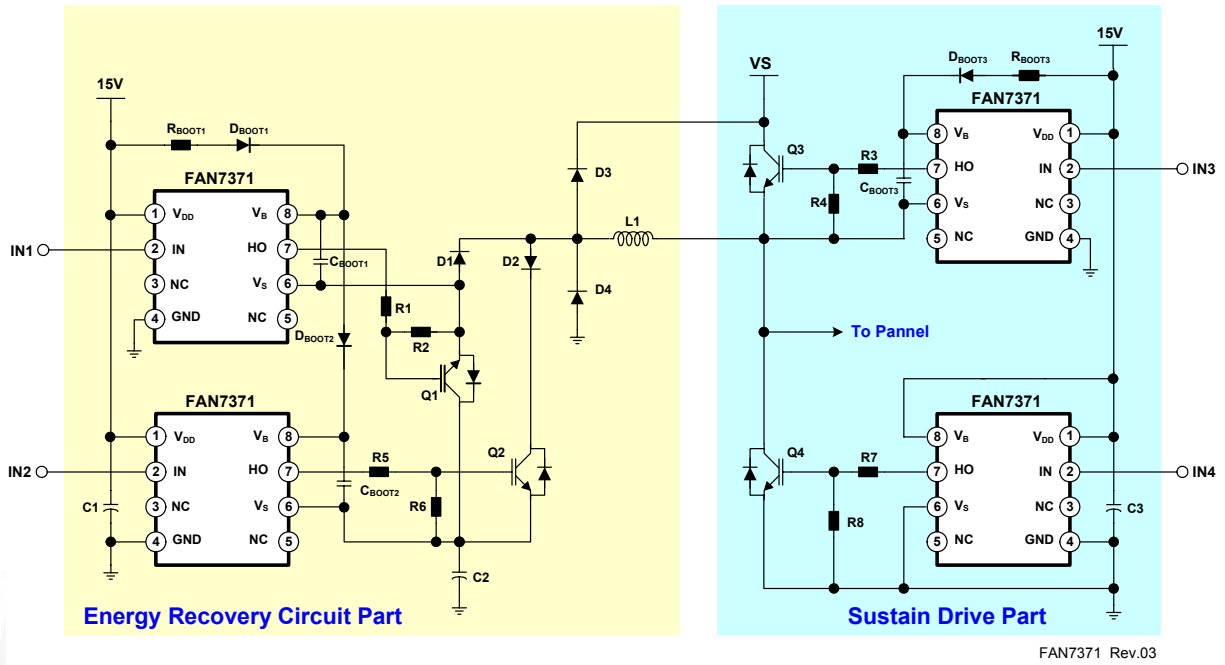 15V
VS
15V
RBOOT1 DBOOT1
DBOOT3 RBOOT3
FAN7371
FAN7371
1 VDD VB 8
2 IN HO 7
3 NC VS 6
4 GND NC 5
IN1
CBOOT1
R1
R2
Q1
D1
D2
D3
D4
L1
DBOOT2
8 VB VDD 1
7 HO IN 2
6 VS NC 3
5 NC GND 4
Q3
R3
R4
CBOOT3
IN3
To Pannel
FAN7371
FAN7371
1 VDD VB 8
2 IN HO 7
3 NC VS 6
4 GND NC 5
IN2
C1
R5
CBOOT2
R6
Q2
C2
8 VB VDD 1
7 HO IN 2
6 VS NC 3
5 NC GND 4
Q4
R7
R8
IN4
C3
Energy Recovery Circuit Part
Sustain Drive Part
FAN7371 Rev.03